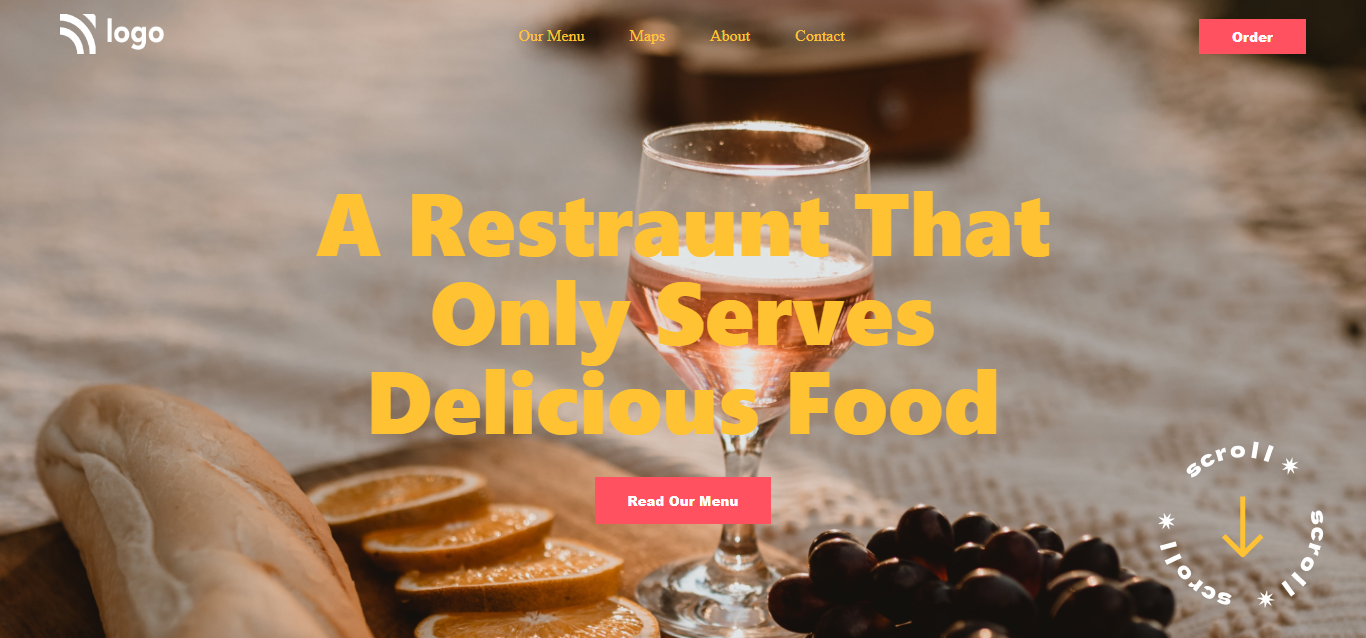 logo
Our Menu Maps About Contact
Order
A Restraunt That
Only Serves
Delicious Food
Read Our Menu
scroll
scroll
scroll